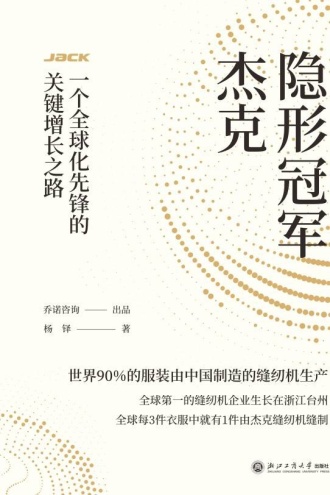 隐形冠军
杰克
JACK
一个全球化先锋的
关键增长之路
乔诺咨询 —— 出品
杨 铎 ——— 著
世界90%的服装由中国制造的缝纫机生产
全球第一的缝纫机企业生长在浙江台州
全球每3件衣服中就有1件由杰克缝纫机缝制
浙江工商大学出版社
ZHEJIANG GONGSHANG UNIVERSITY PRESS